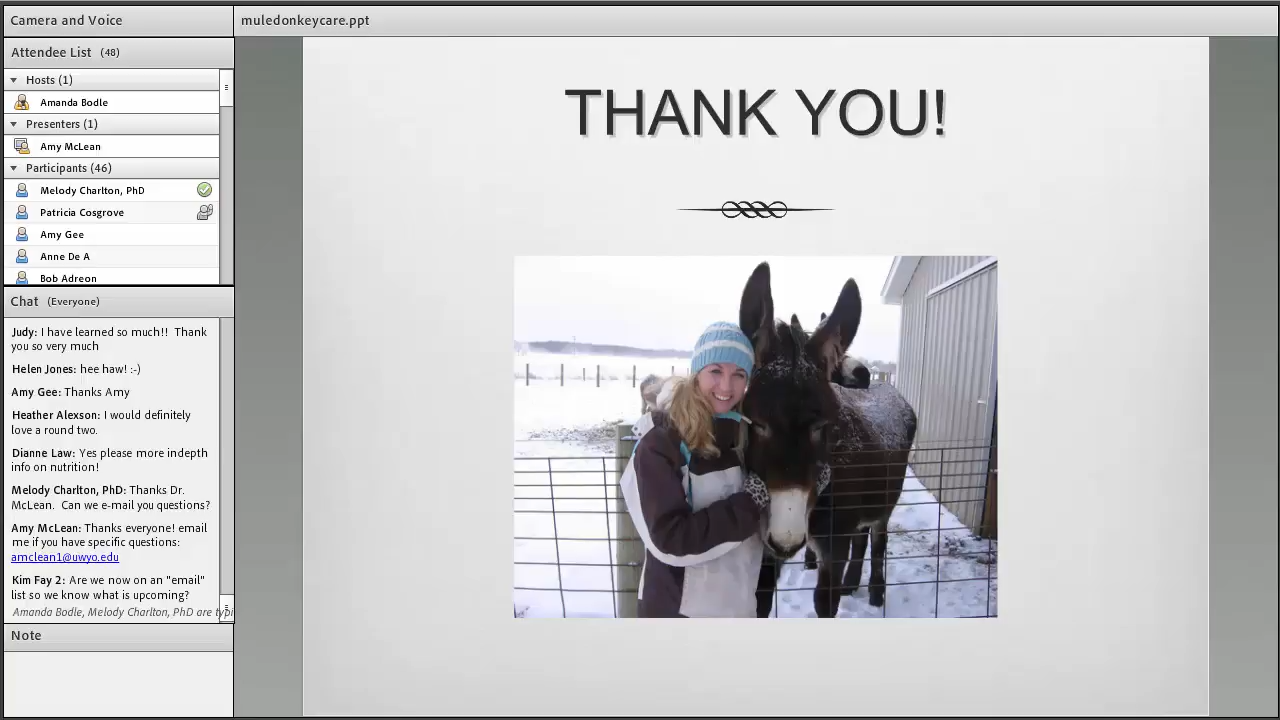 Camera and Voice
muledonkeycare.ppt
Attendee List (48)
Hosts (1)
Amanda Bodle
Presenters (1)
Amy McLean
Participants (46)
Melody Charlton, PhD
Patricia Cosgrove
Amy Gee
Anne De A
Bob Adreon
Chat (Everyone)
Judy: I have learned so much!! Thank
you so very much
Helen Jones: hee haw! :-)
Amy Gee: Thanks Amy
Heather Alexson: I would definitely
love a round two.
Dianne Law: Yes please more indepth
info on nutrition!
Melody Charlton, PhD: Thanks Dr.
McLean. Can we e-mail you questions?
Amy McLean: Thanks everyone! email
me if you have specific questions:
amclean1@uwyo.edu
Kim Fay 2: Are we now on an "email"
list so we know what is upcoming?
Amanda Bodle, Melody Charlton, PhD are typi
Note
THANK YOU!